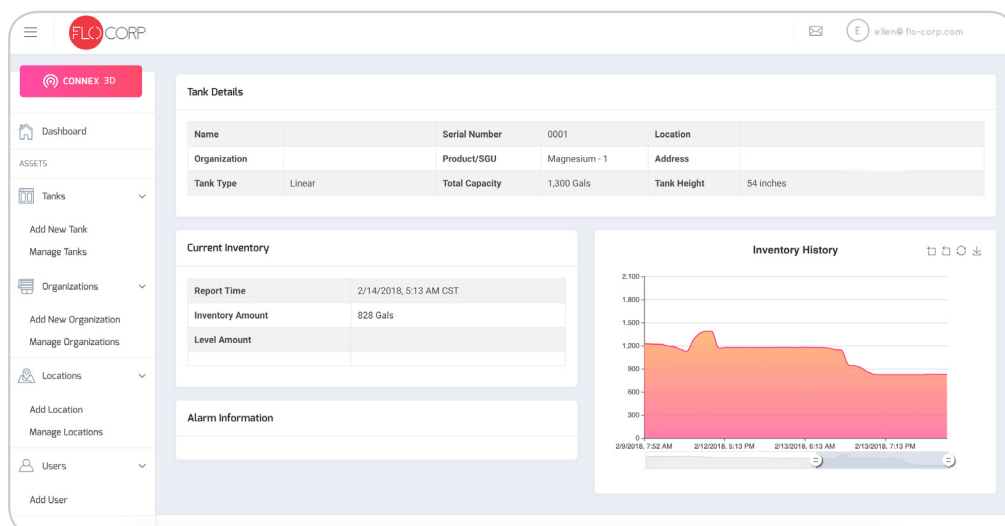 FLO CORP
E ellen@flo-corp.com
CONNEX 3D
Dashboard
ASSETS
Tanks
Add New Tank
Manage Tanks
Organizations
Add New Organization
Manage Organizations
Locations
Add Location
Manage Locations
Users
Add User
Tank Details
Name Serial Number 0001 Location
Organization Product/SGU Magnesium - 1 Address
Tank Type Linear Total Capacity 1,300 Gals Tank Height 54 inches
Current Inventory
Report Time 2/14/2018, 5:13 AM CST
Inventory Amount 828 Gals
Level Amount
Alarm Information
Inventory History
2,100
1,800
1,500
1,200
900
600
300
0
2/9/2018, 7:52 AM 2/12/2018, 5:13 PM 2/13/2018, 6:13 AM 2/13/2018, 7:13 PM